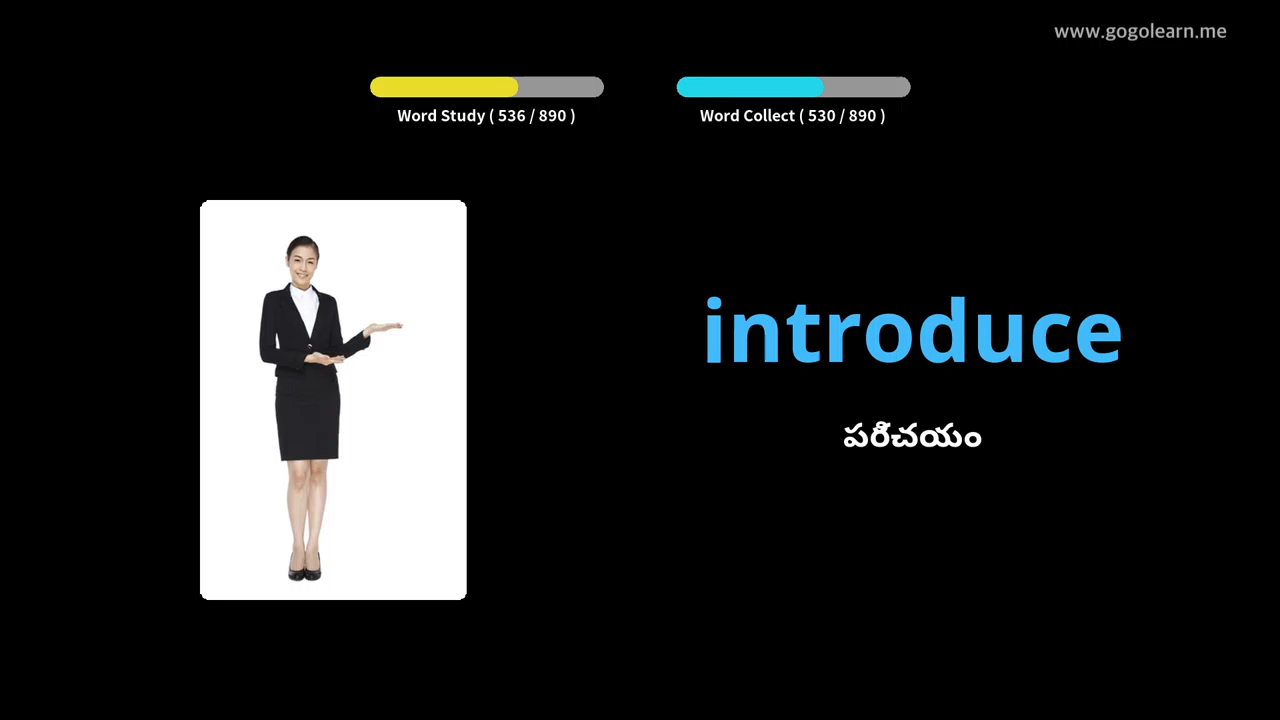 www.gogolearn.me
Word Study ( 536 / 890 )
Word Collect ( 530 / 890 )
introduce
పరిచయం